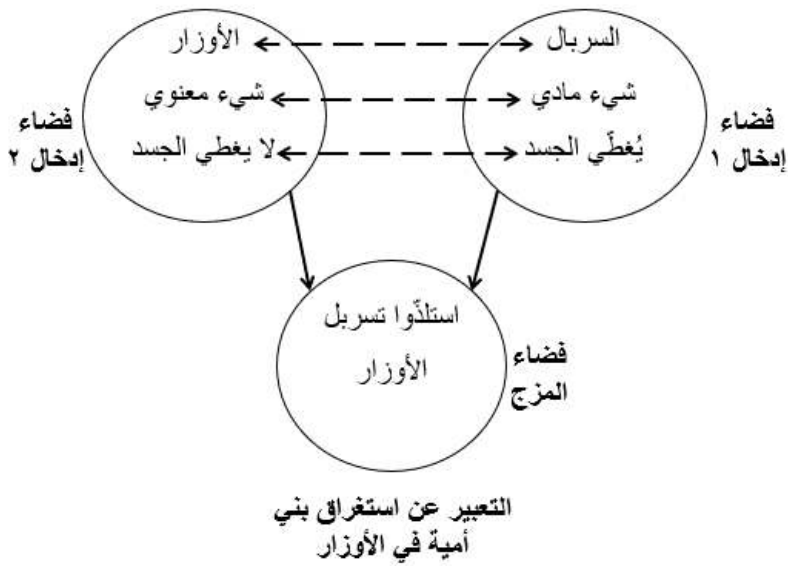 السربال
شيء مادي
يُغطّي الجسد
فضاء
إدخال ١
الأوزار
شيء معنوي
لا يغطي الجسد
فضاء
إدخال ٢
استلذّوا تسربل
الأوزار
فضاء
المزج
التعبير عن استغراق بني
أمية في الأوزار